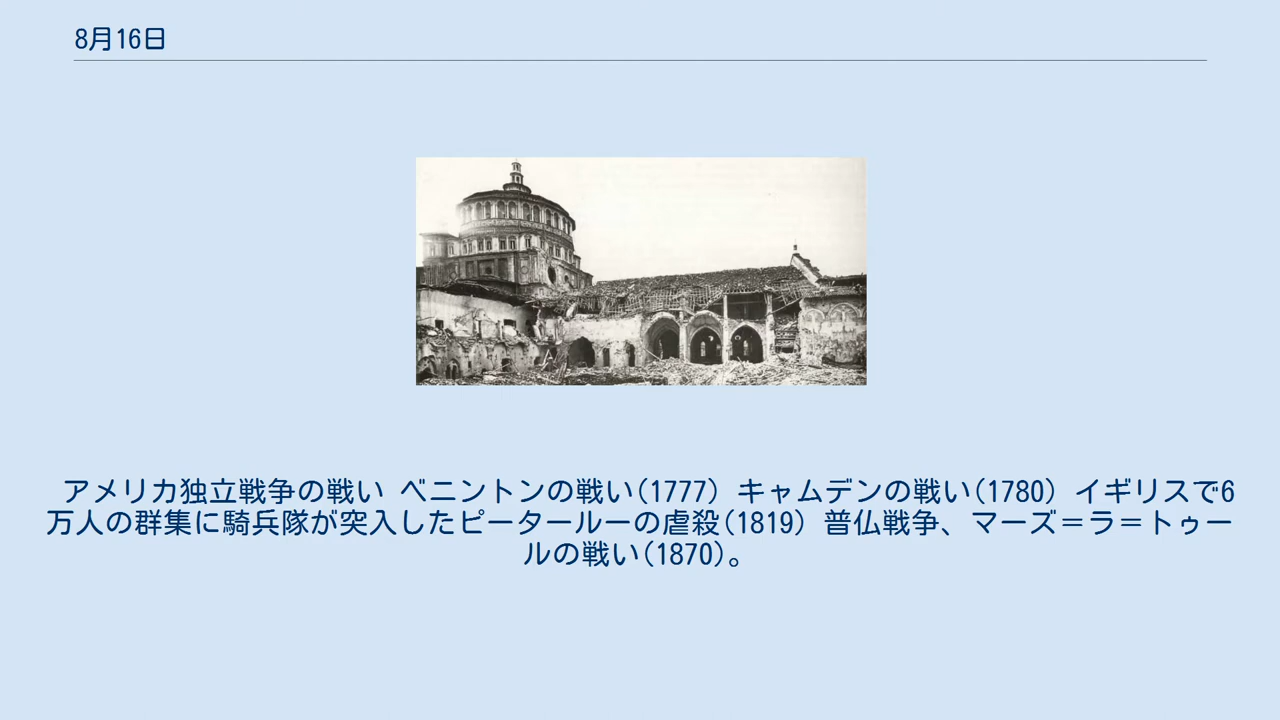 8月16日
アメリカ独立戦争の戦い ベニントンの戦い(1777) キャムデンの戦い(1780) イギリスで6
万人の群集に騎兵隊が突入したピータールーの虐殺(1819) 普仏戦争、マーズ＝ラ＝トゥー
ルの戦い(1870)。